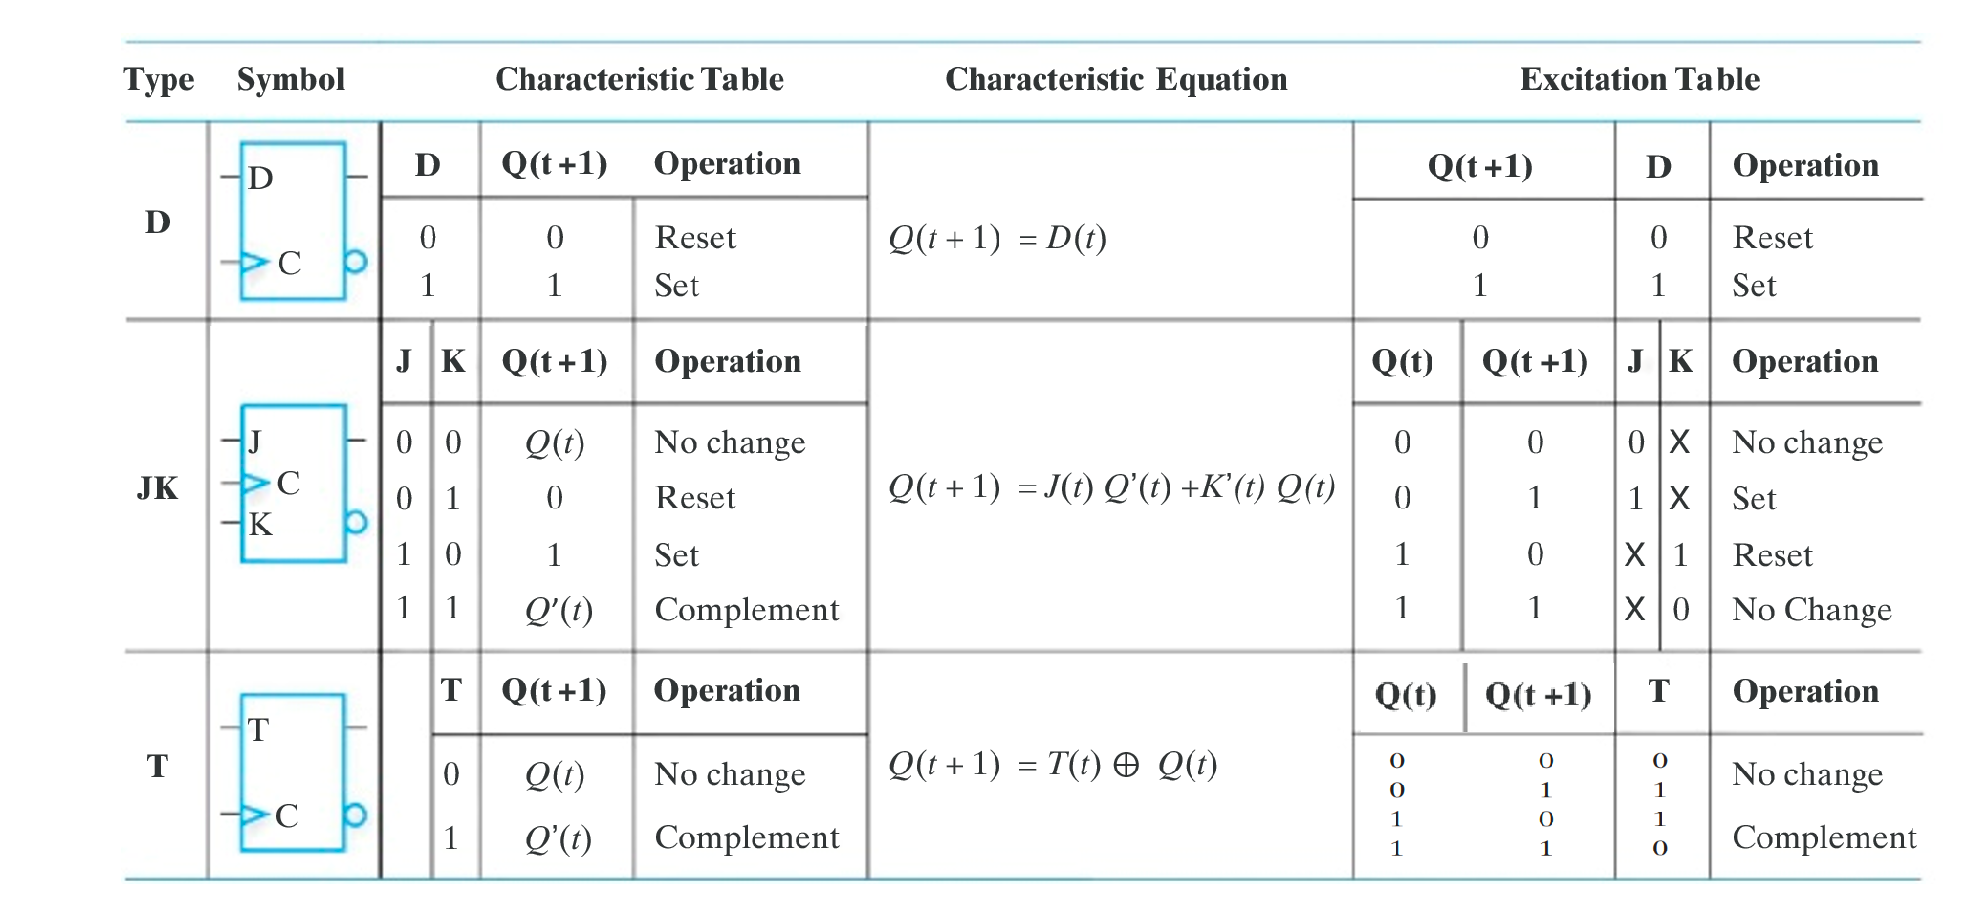 Type Symbol Characteristic Table Characteristic Equation Excitation Table
D Q(t+1) Operation Q(t+1) D Operation
D
D 0 0 Reset Q(t + 1) = D(t) 0 0 Reset
C 1 1 Set 1 1 Set
J K Q(t+1) Operation Q(t) Q(t+1) J K Operation
J 0 0 Q(t) No change 0 0 0 X No change
JK C 0 1 0 Reset Q(t + 1) = J(t) Q’(t) +K’(t) Q(t) 0 1 1 X Set
K
1 0 1 Set 1 0 X 1 Reset
1 1 Q’(t) Complement 1 1 X 0 No Change
T Q(t+1) Operation Q(t) Q(t+1) T Operation
T
T 0 Q(t) No change Q(t + 1) = T(t) ⊕ Q(t) 0 0 0 No change
0 1 1
C 1 Q’(t) Complement 1 0 1 Complement
1 1 0